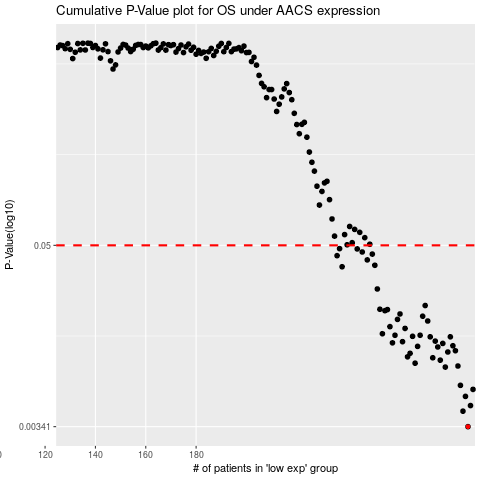 Cumulative P-Value plot for OS under AACS expression
P-Value(log10)
0.05
0.00341
0 120 140 160 180
# of patients in 'low exp' group